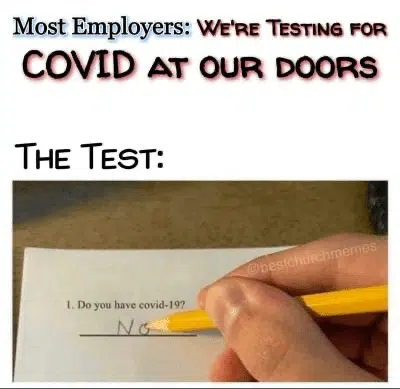 Most Employers: We're Testing for
COVID at our doors
The Test:
@bestchurchmemes
1. Do you have covid-19?
No